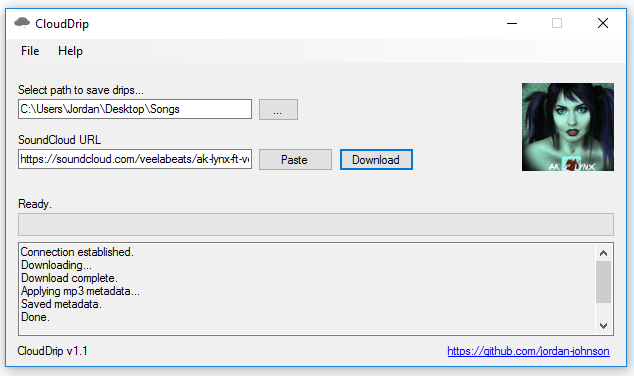 CloudDrip
File Help
Select path to save drips...
C:\Users\Jordan\Desktop\Songs
...
SoundCloud URL
https://soundcloud.com/veelabeats/ak-lynx-ft-v
Paste
Download
AK LYNX
Ready.
Connection established.
Downloading...
Download complete.
Applying mp3 metadata...
Saved metadata.
Done.
CloudDrip v1.1
https://github.com/jordan-johnson